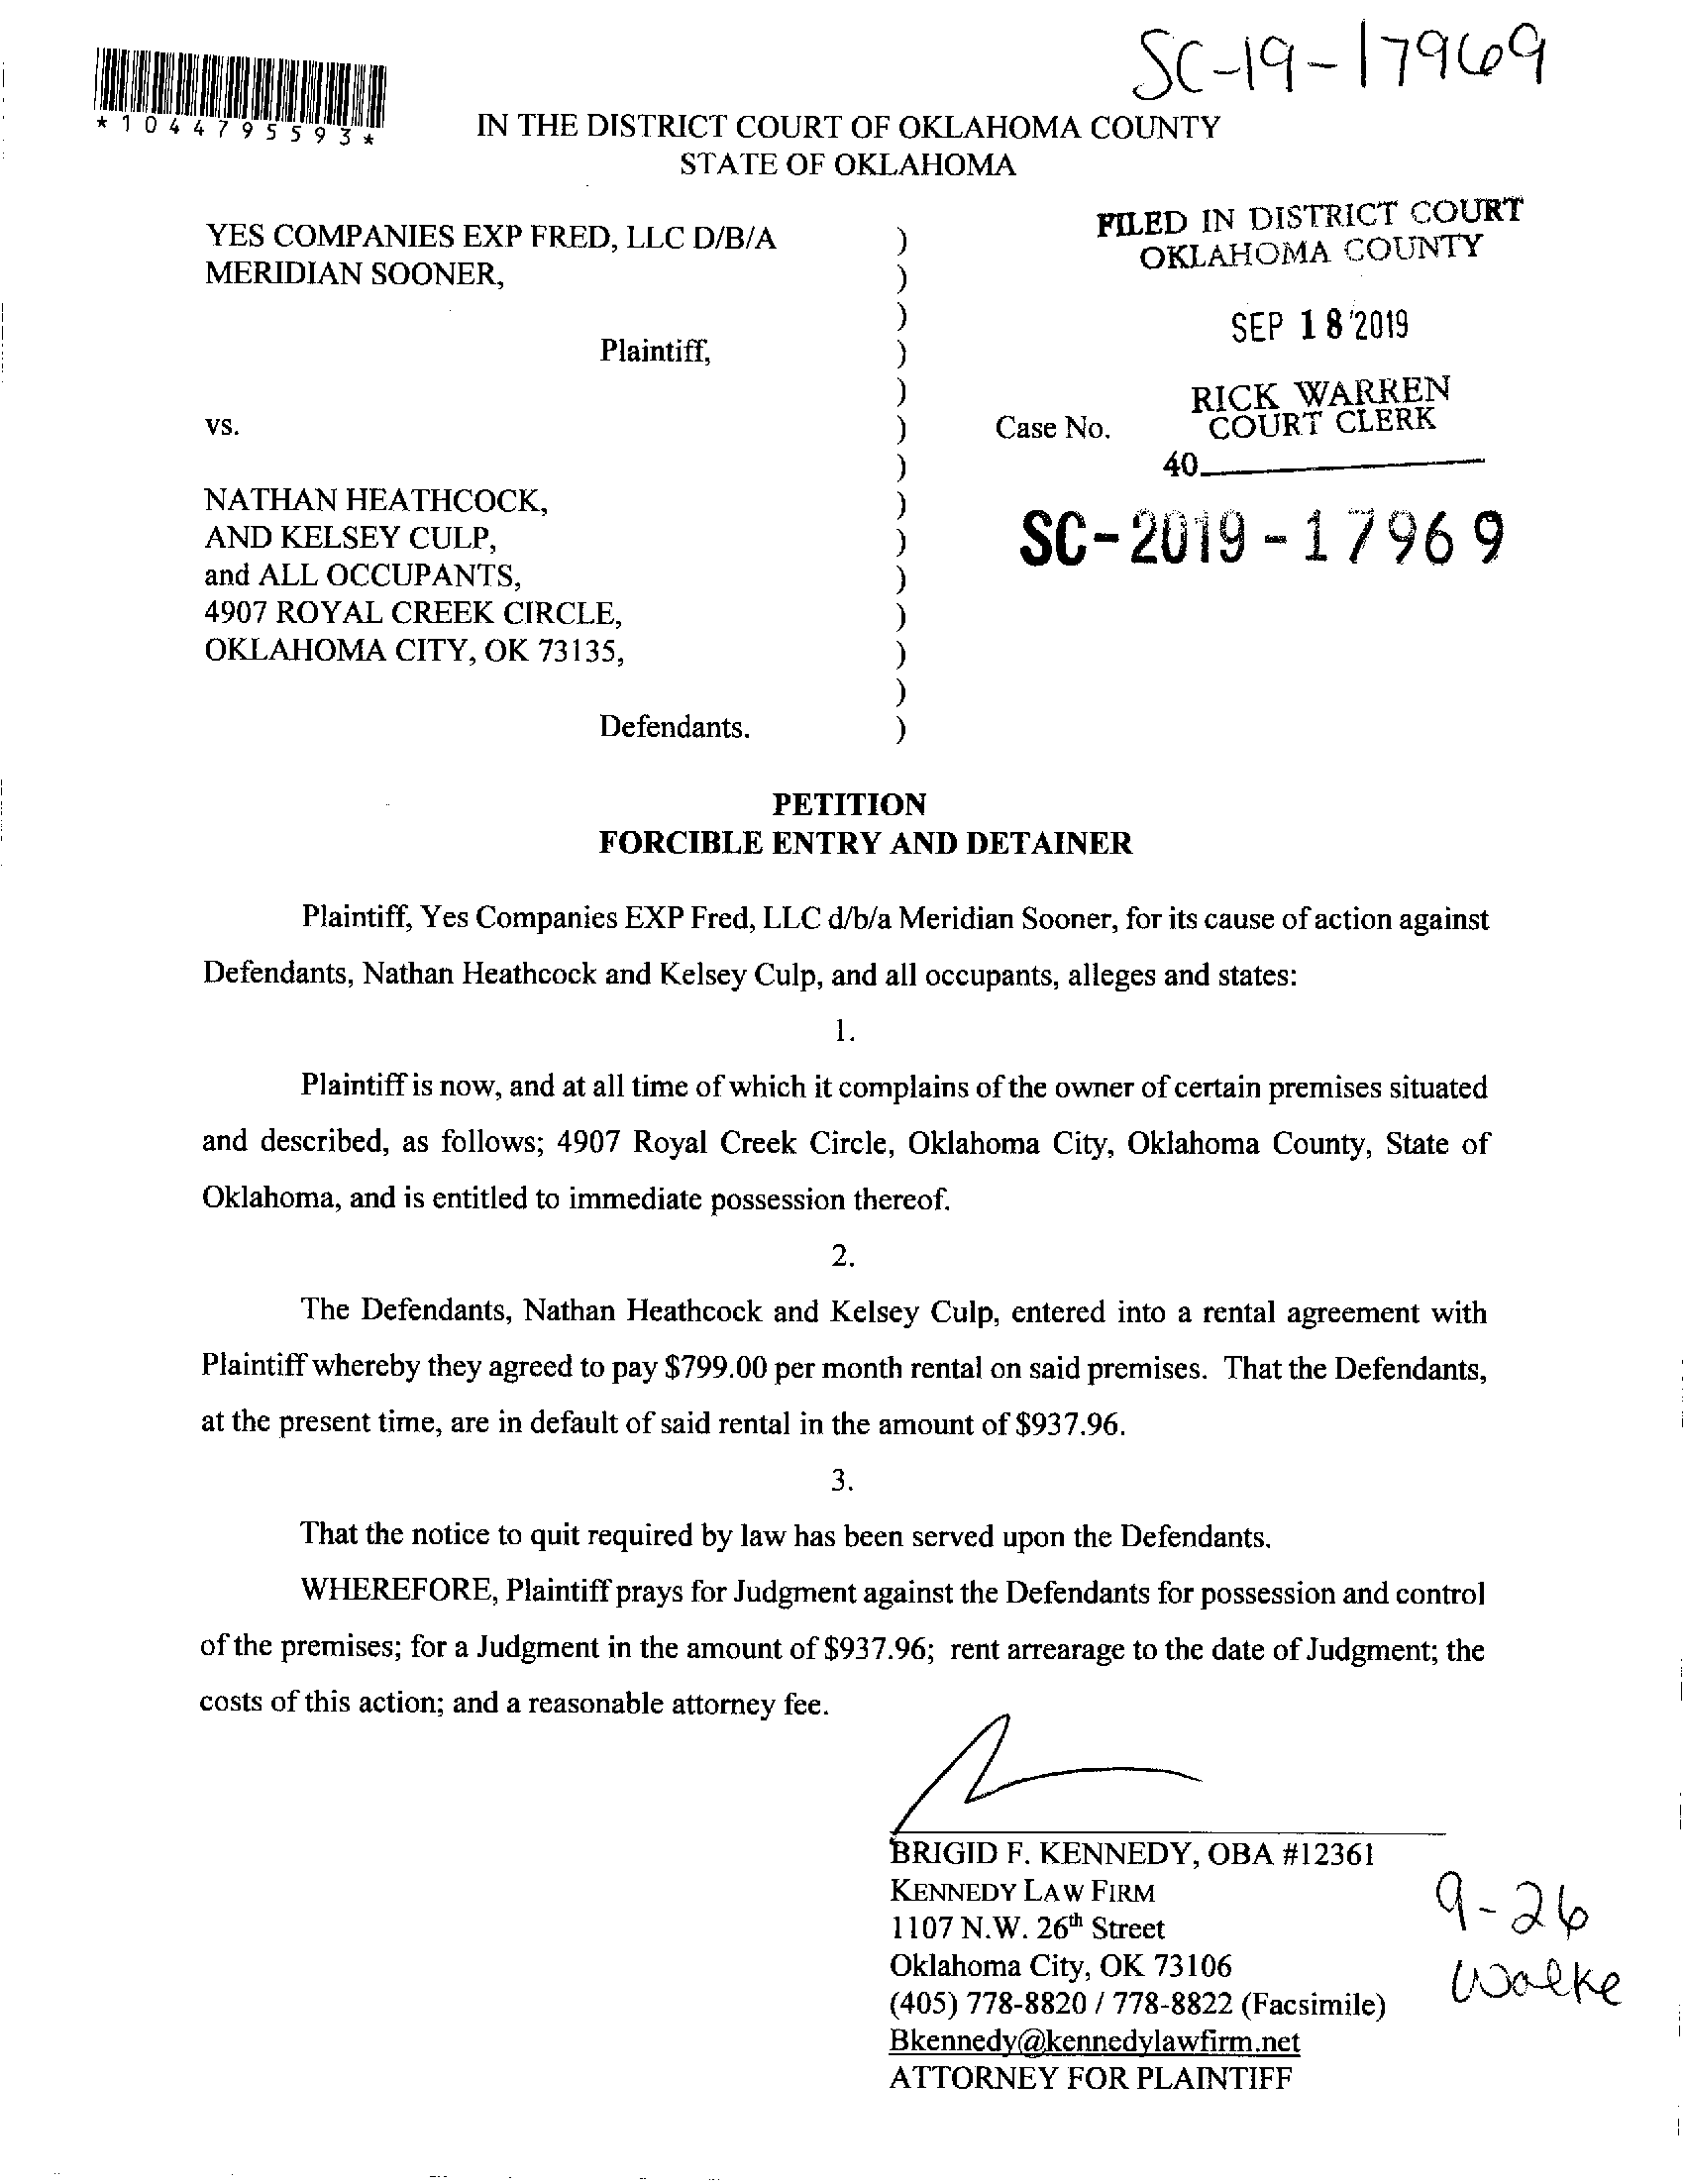 SC-19-17969
*1044795593*
IN THE DISTRICT COURT OF OKLAHOMA COUNTY
STATE OF OKLAHOMA
YES COMPANIES EXP FRED, LLC D/B/A )
MERIDIAN SOONER, )
)
Plaintiff, )
)
vs. )
)
NATHAN HEATHCOCK, )
AND KELSEY CULP, )
and ALL OCCUPANTS, )
4907 ROYAL CREEK CIRCLE, )
OKLAHOMA CITY, OK 73135, )
)
Defendants. )
FILED IN DISTRICT COURT
OKLAHOMA COUNTY
SEP 18 2019
RICK WARREN
COURT CLERK
Case No.
40
SC-2019-17969
PETITION
FORCIBLE ENTRY AND DETAINER
Plaintiff, Yes Companies EXP Fred, LLC d/b/a Meridian Sooner, for its cause of action against
Defendants, Nathan Heathcock and Kelsey Culp, and all occupants, alleges and states:
1.
Plaintiff is now, and at all time of which it complains of the owner of certain premises situated
and described, as follows; 4907 Royal Creek Circle, Oklahoma City, Oklahoma County, State of
Oklahoma, and is entitled to immediate possession thereof.
2.
The Defendants, Nathan Heathcock and Kelsey Culp, entered into a rental agreement with
Plaintiff whereby they agreed to pay $799.00 per month rental on said premises. That the Defendants,
at the present time, are in default of said rental in the amount of $937.96.
3.
That the notice to quit required by law has been served upon the Defendants.
WHEREFORE, Plaintiff prays for Judgment against the Defendants for possession and control
of the premises; for a Judgment in the amount of $937.96; rent arrearage to the date of Judgment; the
costs of this action; and a reasonable attorney fee.
BRIGID F. KENNEDY, OBA #12361
KENNEDY LAW FIRM
1107 N.W. 26th Street
Oklahoma City, OK 73106
(405) 778-8820 / 778-8822 (Facsimile)
Bkennedy@kennedylawfirm.net
ATTORNEY FOR PLAINTIFF
9-26
Walke